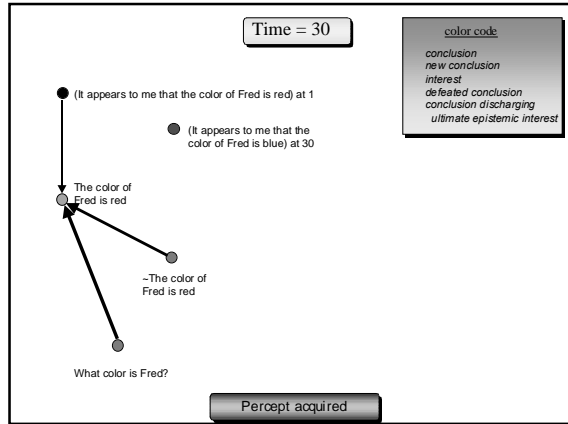 Time = 30
color code
conclusion
new conclusion
interest
defeated conclusion
conclusion discharging
ultimate epistemic interest
(It appears to me that the color of Fred is red) at 1
(It appears to me that the
color of Fred is blue) at 30
The color of
Fred is red
~The color of
Fred is red
What color is Fred?
Percept acquired